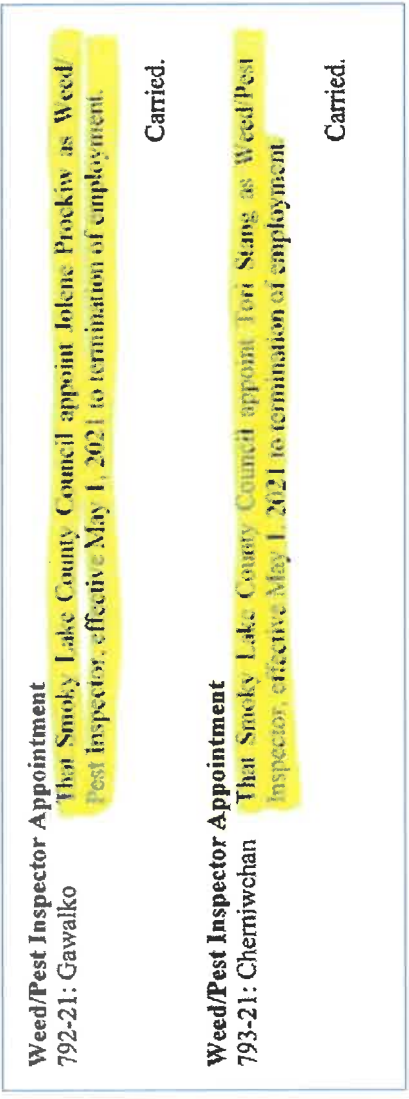 Weed/Pest Inspector Appointment
792-21: Gawalko
That Smoky Lake County Council appoint Jolene Prockiw as Weed/
Pest Inspector, effective May 1, 2021 to termination of employment.
Carried.
Weed/Pest Inspector Appointment
793-21: Cherniwchan
That Smoky Lake County Council appoint Tori Stang as Weed/Pest
Inspector, effective May 1, 2021 to termination of employment
Carried.